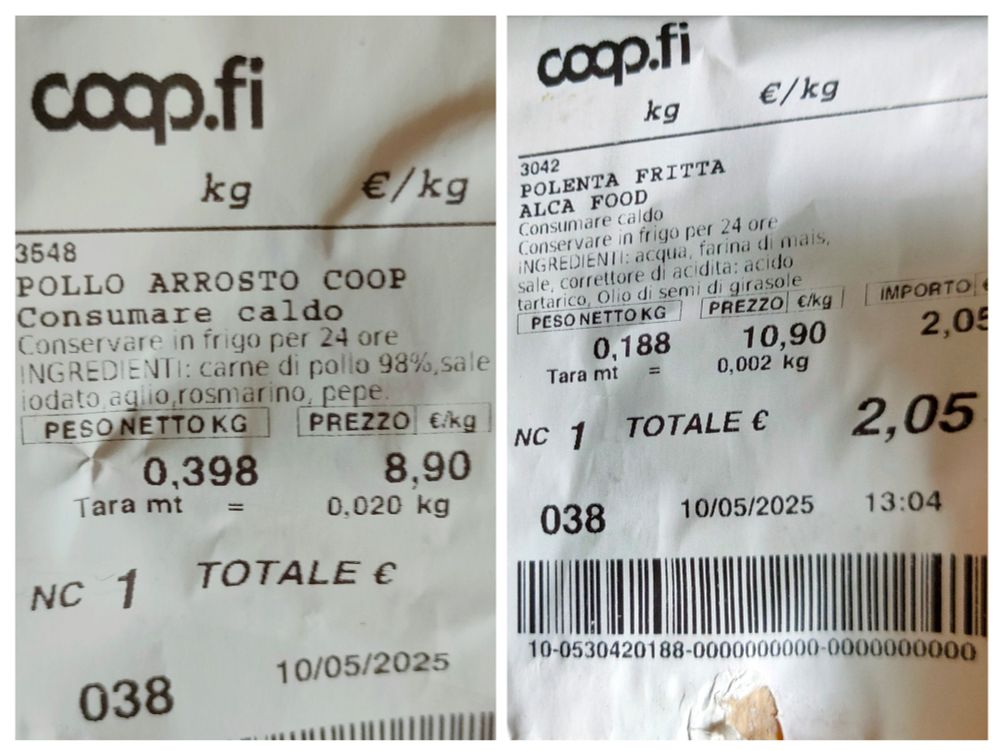 coop.fi
kg €/kg
3548
POLLO ARROSTO COOP
Consumare caldo
Conservare in frigo per 24 ore
INGREDIENTI: carne di pollo 98%,sale
iodato,aglio,rosmarino, pepe.
PESO NETTO KG PREZZO €/kg
0,398 8,90
Tara mt = 0,020 kg
NC 1 TOTALE €
038 10/05/2025
coop.fi
kg €/kg
3042
POLENTA FRITTA
ALCA FOOD
Consumare caldo
Conservare in frigo per 24 ore
iNGREDIENTI: acqua, farina di mais,
sale, correttore di acidità: acido
tartarico, Olio di semi di girasole
PESO NETTO KG PREZZO €/kg IMPORTO €
0,188 10,90 2,05
Tara mt = 0,002 kg
NC 1 TOTALE € 2,05
038 10/05/2025 13:04
10-0530420188-0000000000-0000000000